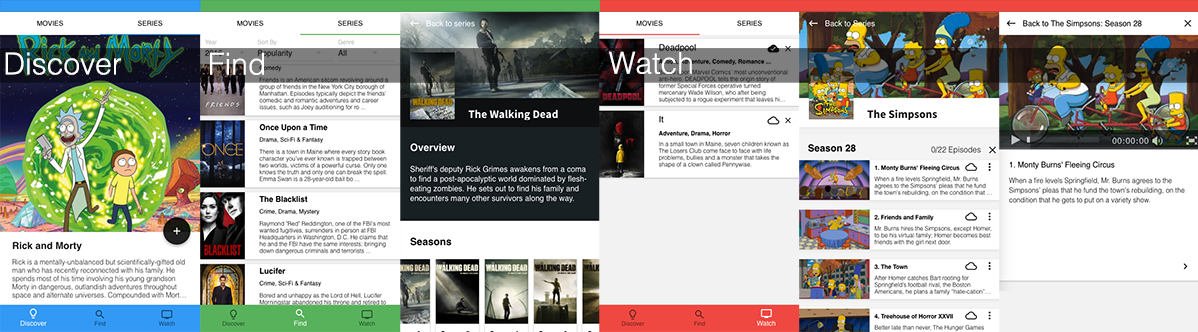 MOVIES
SERIES
Rick and Morty
Discover
Rick and Morty
Rick is a mentally-unbalanced but scientifically-gifted old
man who has recently reconnected with his family. He
spends most of his time involving his young grandson
Morty in dangerous, outlandish adventures throughout
space and alternate universes. Compounded with Mort...
Discover
Find
Watch
MOVIES
SERIES
Year
Sort By
Genre
Popularity
All
Find
Comedy
Friends is an American sitcom revolving around a
group of friends in the New York City borough of
Manhattan. Episodes typically depict the friends'
comedic and romantic adventures and career
issues, such as Joey auditioning for
FRIENDS
Once Upon a Time
Drama, Sci-Fi & Fantasy
There is a town in Maine where every story book
character you've ever known is trapped between
two worlds, victims of a powerful curse. Only one
knows the truth and only one can break the spell.
Emma Swan is a 28-year-old bail bo ...
ONCE
The Blacklist
Crime, Drama, Mystery
Raymond "Red" Reddington, one of the FBI's most
wanted fugitives, surrenders in person at FBI
Headquarters in Washington, D.C. He claims that
he and the FBI have the same interests: bringing
down dangerous criminals and terrorists ...
BLACKLIST
Lucifer
Crime, Sci-Fi & Fantasy
Bored and unhappy as the Lord of Hell, Lucifer
Morningstar abandoned his throne and retired to
Discover
Find
Watch
Back to series
WALKING DEAD
The Walking Dead
Overview
Sheriff's deputy Rick Grimes awakens from a coma
to find a post-apocalyptic world dominated by flesh-
eating zombies. He sets out to find his family and
encounters many other survivors along the way.
Seasons
WALKING DEAD
WALKING DEAD
WALKING DEAD
WALKING DEAD
MOVIES
SERIES
Deadpool
Action, Adventure, Comedy, Romance ...
Watch
Marvel Comics' most unconventional
anti-hero, DEADPOOL tells the origin story of
former Special Forces operative turned
mercenary Wade Wilson, who after being
subjected to a rogue experiment that leaves hi ...
DEADPOOL
It
Adventure, Drama, Horror
In a small town in Maine, seven children known as
The Losers Club come face to face with life
problems, bullies and a monster that takes the
shape of a clown called Pennywise.
Discover
Find
Watch
Back to Series
The Simpsons
Season 28
0/22 Episodes
1. Monty Burns' Fleeing Circus
When a fire levels Springfield, Mr. Burns
agrees to the Simpsons' pleas that he fund
the town's rebuilding, on the condition that ...
2. Friends and Family
Mr. Burns hires the Simpsons, except Homer,
to be his virtual family; Homer becomes best
friends with the girl next door.
3. The Town
After Homer catches Bart rooting for
Springfield's football rival, the Boston
Americans, he plans a family "hate-cation"...
4. Treehouse of Horror XXVII
Better late than never, The Hunger Games
Back to The Simpsons: Season 28
00:00:00
1. Monty Burns' Fleeing Circus
When a fire levels Springfield, Mr. Burns agrees to the
Simpsons' pleas that he fund the town's rebuilding, on the
condition that he gets to put on a variety show.